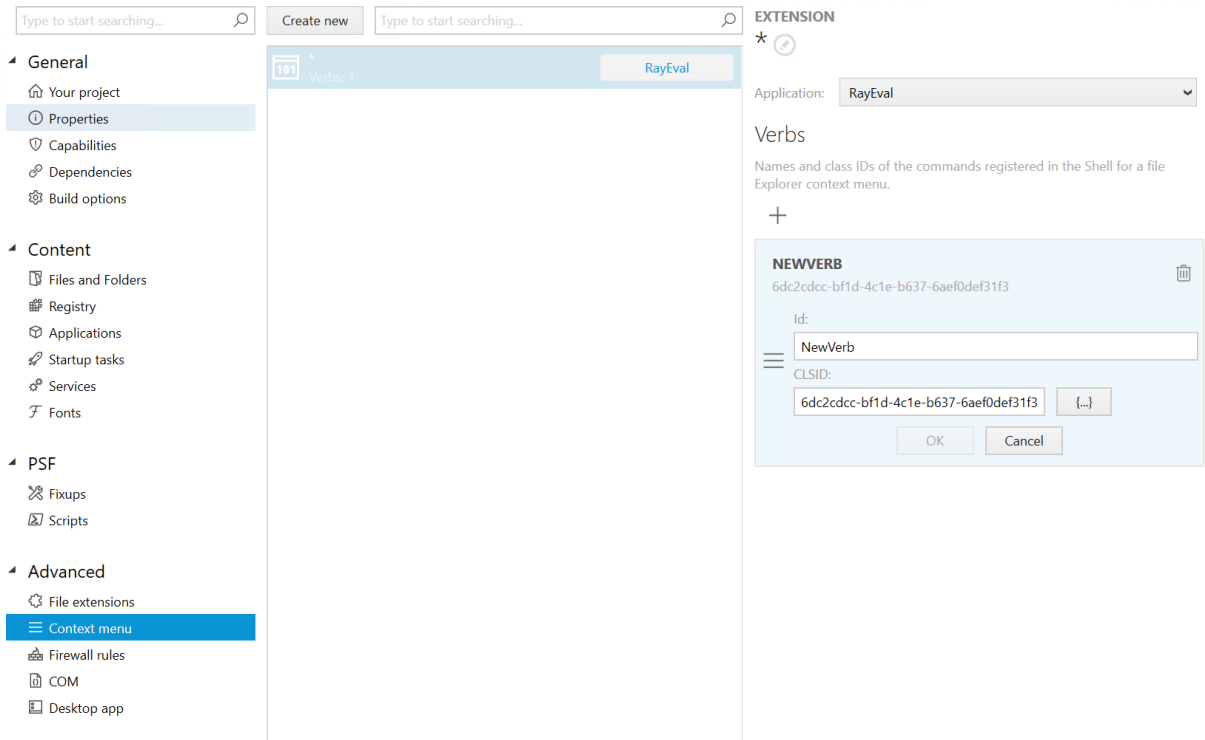 Type to start searching...
General
Your project
Properties
Capabilities
Dependencies
Build options
Content
Files and Folders
Registry
Applications
Startup tasks
Services
Fonts
PSF
Fixups
Scripts
Advanced
File extensions
Context menu
Firewall rules
COM
Desktop app
Create new
Type to start searching...
101
*
Verbs: 1
RayEval
EXTENSION
*
Application:
RayEval
Verbs
Names and class IDs of the commands registered in the Shell for a file
Explorer context menu.
NEWVERB
6dc2cdcc-bf1d-4c1e-b637-6aef0def31f3
Id:
NewVerb
CLSID:
6dc2cdcc-bf1d-4c1e-b637-6aef0def31f3
{...}
OK
Cancel